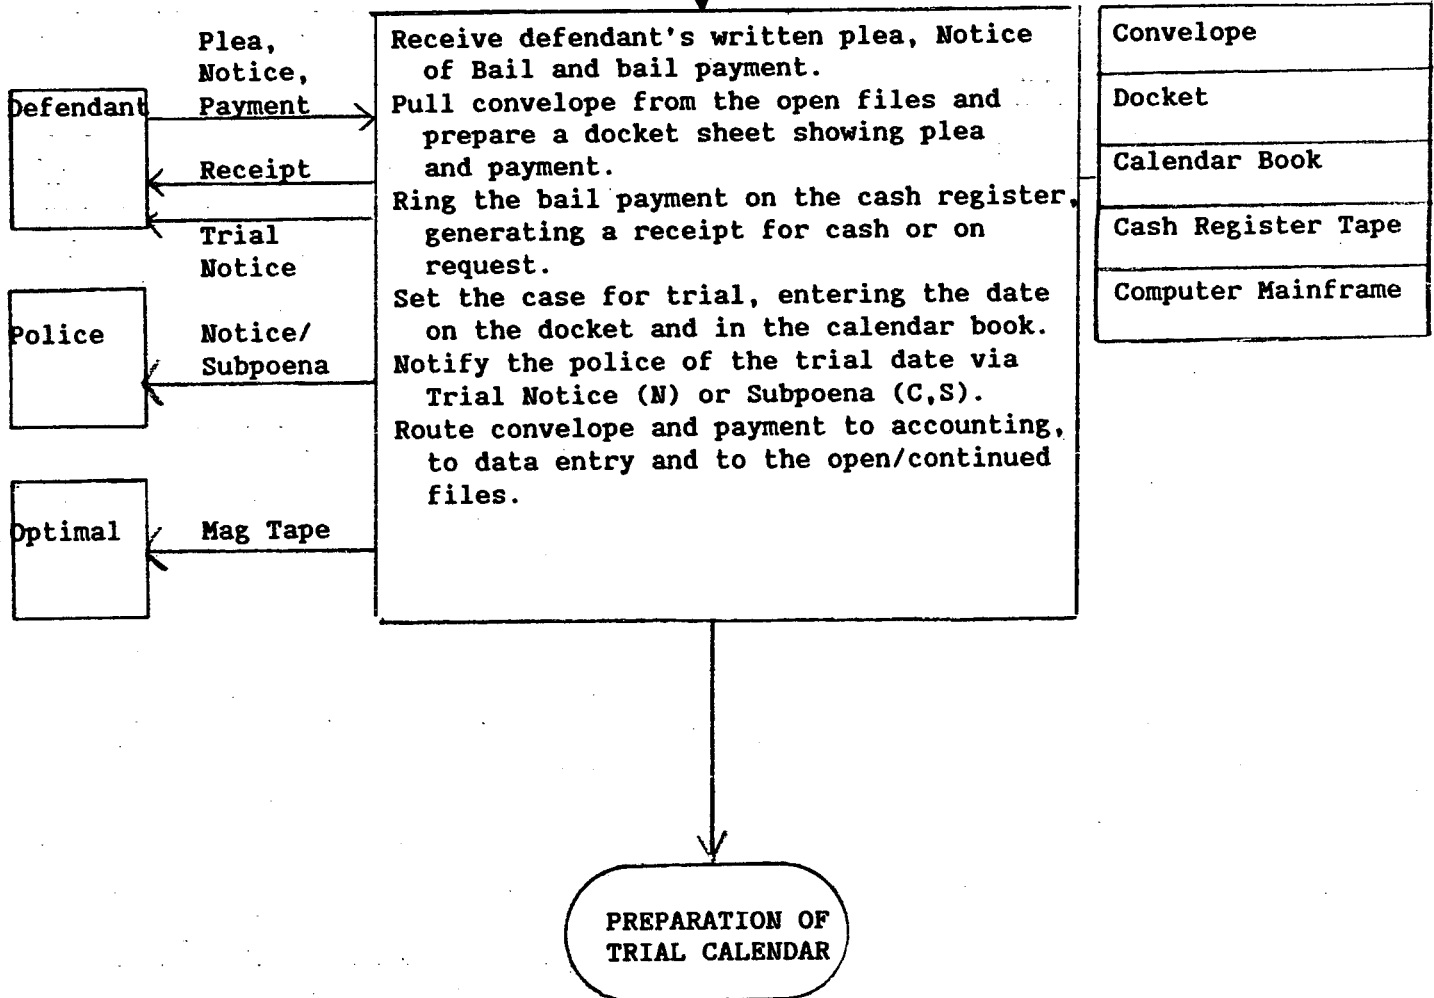 Plea,
Notice,
Payment
Defendant
Receipt
Trial
Notice
Police
Notice/
Subpoena
Optimal
Mag Tape
Receive defendant's written plea, Notice
of Bail and bail payment.
Pull convelope from the open files and
prepare a docket sheet showing plea
and payment.
Ring the bail payment on the cash register,
generating a receipt for cash or on
request.
Set the case for trial, entering the date
on the docket and in the calendar book.
Notify the police of the trial date via
Trial Notice (N) or Subpoena (C,S).
Route convelope and payment to accounting,
to data entry and to the open/continued
files.
Convelope
Docket
Calendar Book
Cash Register Tape
Computer Mainframe
PREPARATION OF
TRIAL CALENDAR